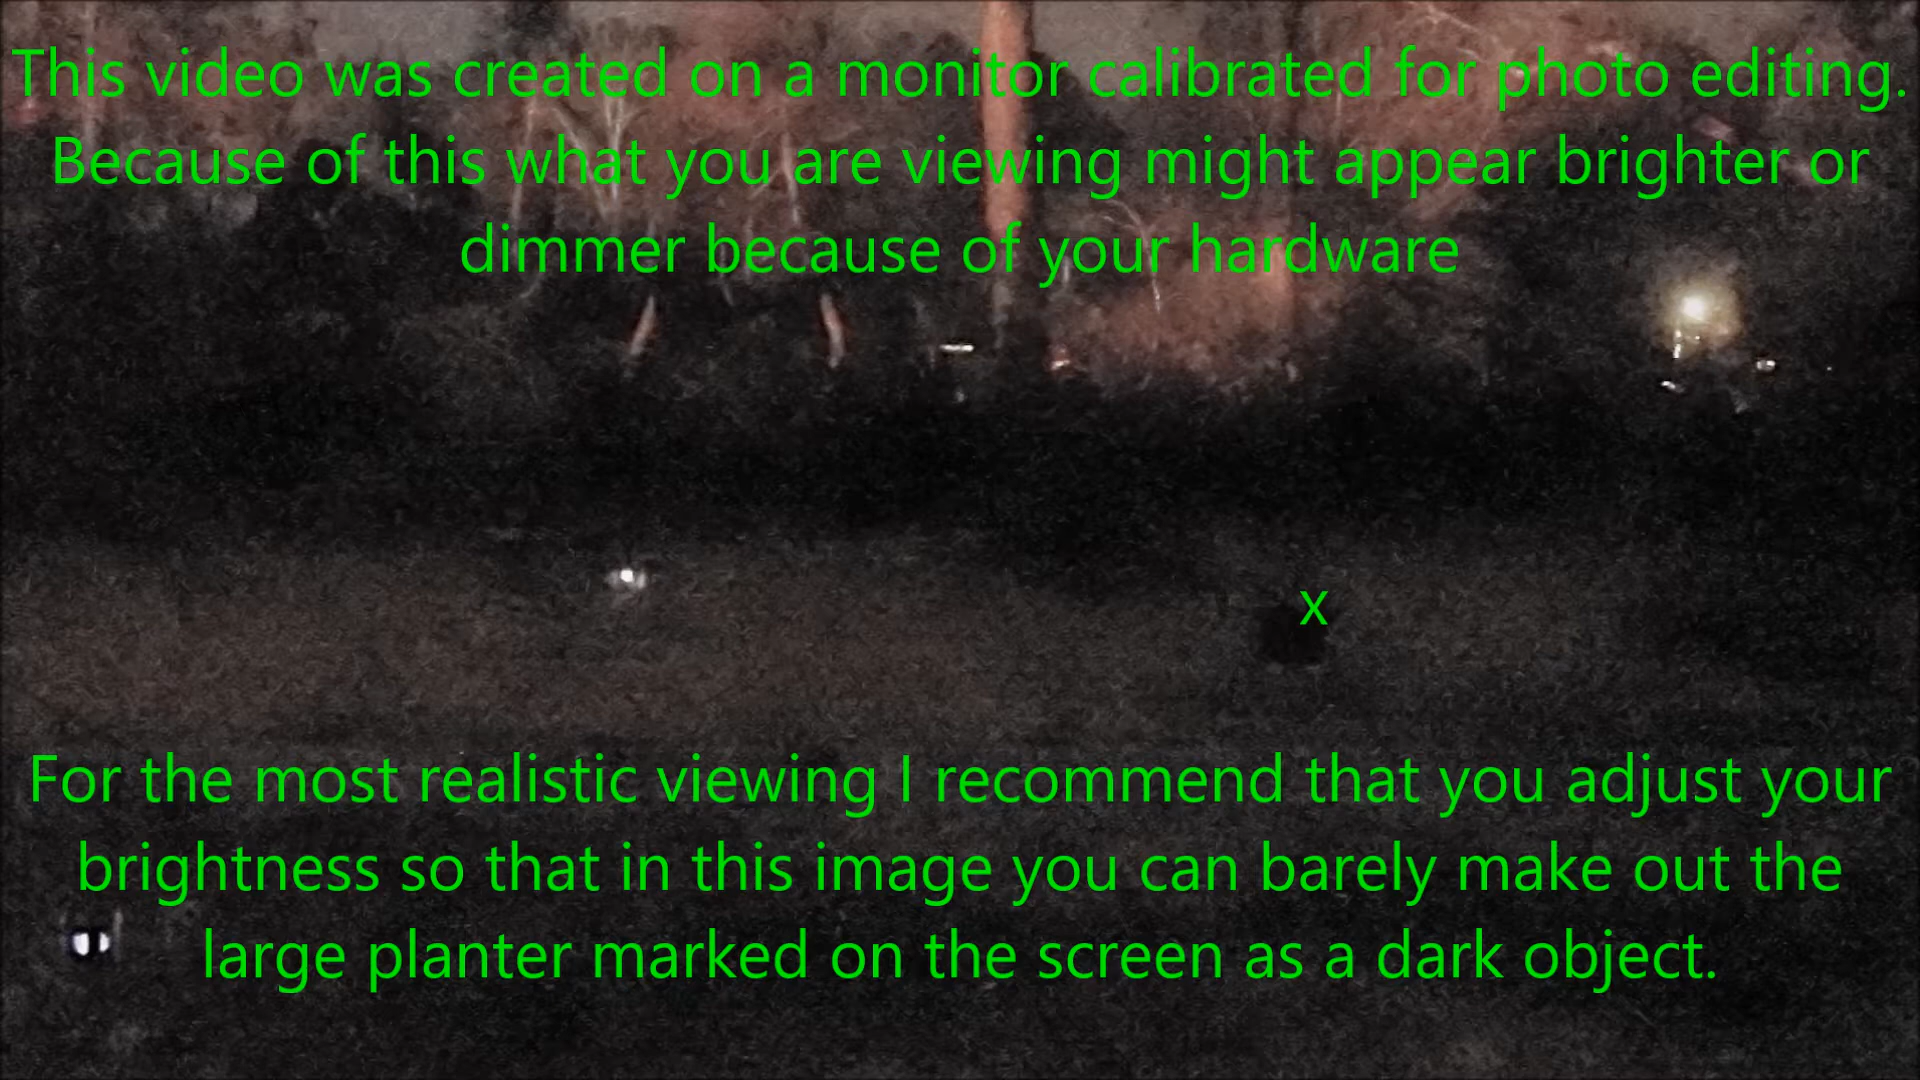 This video was created on a monitor calibrated for photo editing.
Because of this what you are viewing might appear brighter or
dimmer because of your hardware
x
For the most realistic viewing I recommend that you adjust your
brightness so that in this image you can barely make out the
large planter marked on the screen as a dark object.